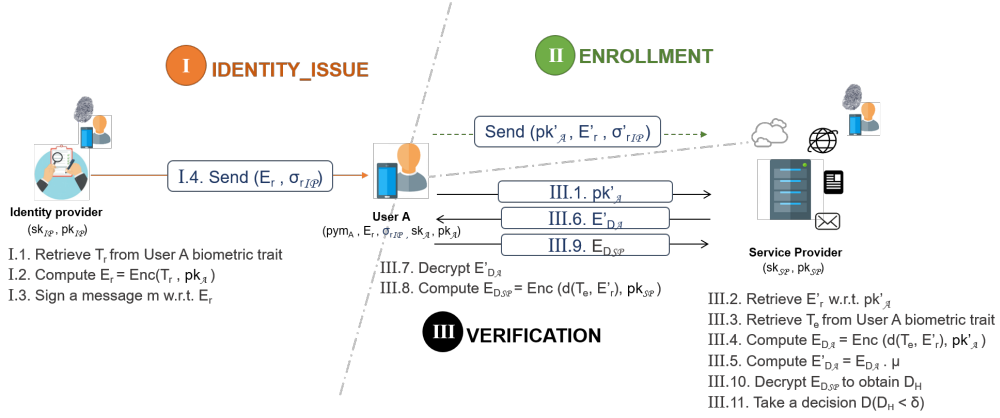 I IDENTITY_ISSUE
II ENROLLMENT
Send (pk'𝒜 , E'r , σ'rℐ𝒫)
I.4. Send (Er , σrℐ𝒫)
Identity provider
(skℐ𝒫, pkℐ𝒫)
User A
(pymA , Er , σrℐ𝒫, sk𝒜, pk𝒜)
III.1. pk'𝒜
III.6. E'D𝒜
III.9. ED𝒮𝒫
Service Provider
(sk𝒮𝒫, pk𝒮𝒫)
I.1. Retrieve Tr from User A biometric trait
I.2. Compute Er = Enc(Tr , pk𝒜)
I.3. Sign a message m w.r.t. Er
III.7. Decrypt E'D𝒜
III.8. Compute ED𝒮𝒫 = Enc (d(Te, E'r), pk𝒮𝒫)
III VERIFICATION
III.2. Retrieve E'r w.r.t. pk'𝒜
III.3. Retrieve Te from User A biometric trait
III.4. Compute ED𝒜 = Enc (d(Te, E'r), pk'𝒜 )
III.5. Compute E'D𝒜 = ED𝒜 . μ
III.10. Decrypt ED𝒮𝒫 to obtain DH
III.11. Take a decision D(DH < δ)